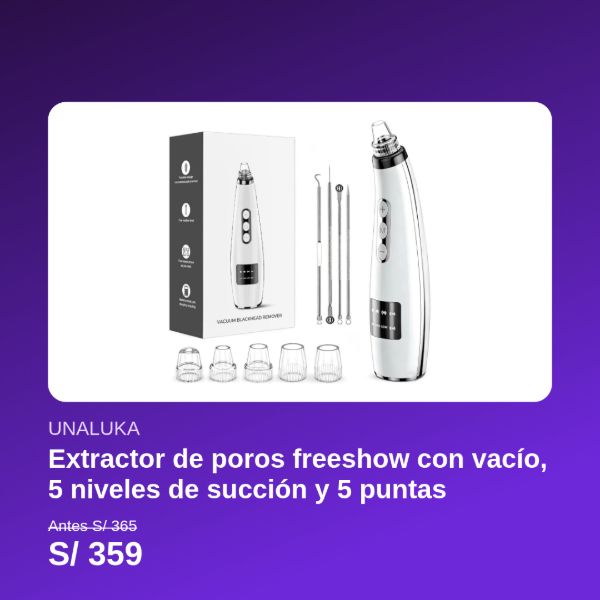 VACUUM BLACKHEAD REMOVER
+
M
−
UNALUKA
Extractor de poros freeshow con vacío,
5 niveles de succión y 5 puntas
Antes S/ 365
S/ 359